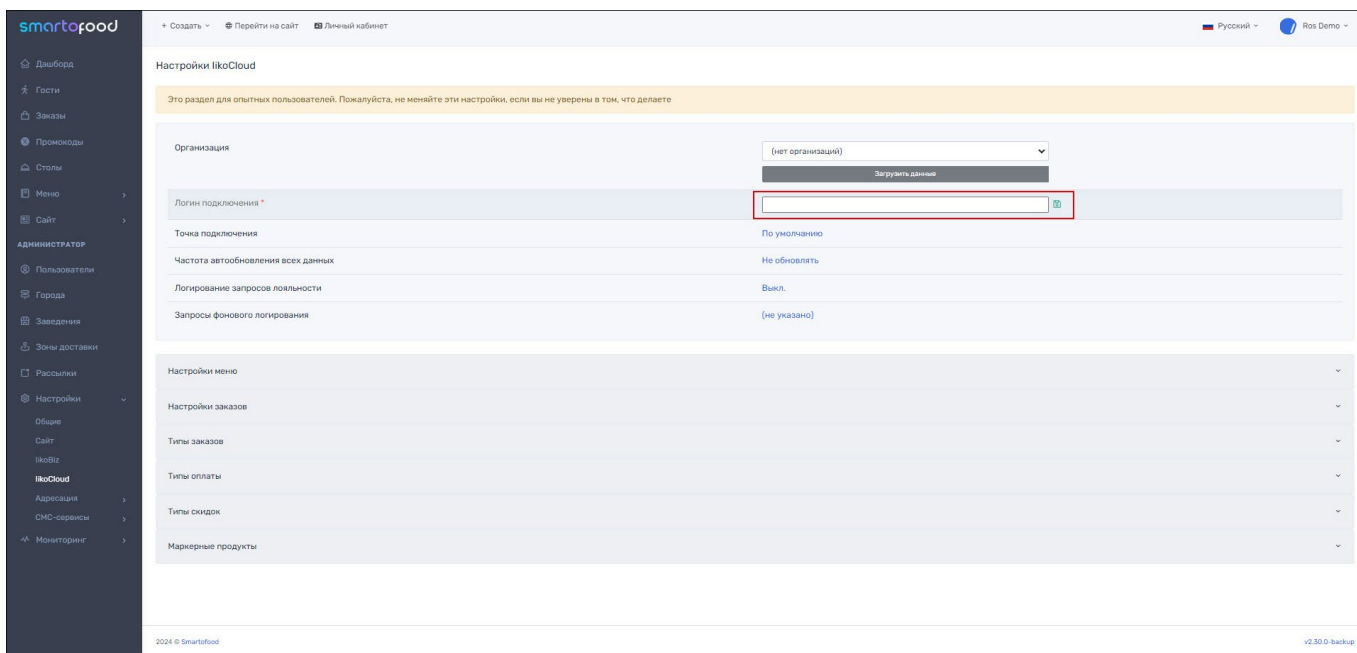 smartofood
+ Создать
Перейти на сайт
Личный кабинет
Русский
Ros Demo
Дашборд
Гости
Заказы
Промокоды
Столы
Меню
Сайт
АДМИНИСТРАТОР
Пользователи
Города
Заведения
Зоны доставки
Рассылки
Настройки
Общие
Сайт
IikoBiz
IikoCloud
Адресация
СМС-сервисы
Мониторинг
Настройки IikoCloud
Это раздел для опытных пользователей. Пожалуйста, не меняйте эти настройки, если вы не уверены в том, что делаете
Организация
(нет организаций)
Загрузить данные
Логин подключения *
Точка подключения
По умолчанию
Частота автообновления всех данных
Не обновлять
Логирование запросов лояльности
Выкл.
Запросы фонового логирования
(не указано)
Настройки меню
Настройки заказов
Типы заказов
Типы оплаты
Типы скидок
Маркерные продукты
2024 © Smartofood
v2.30.0-backup